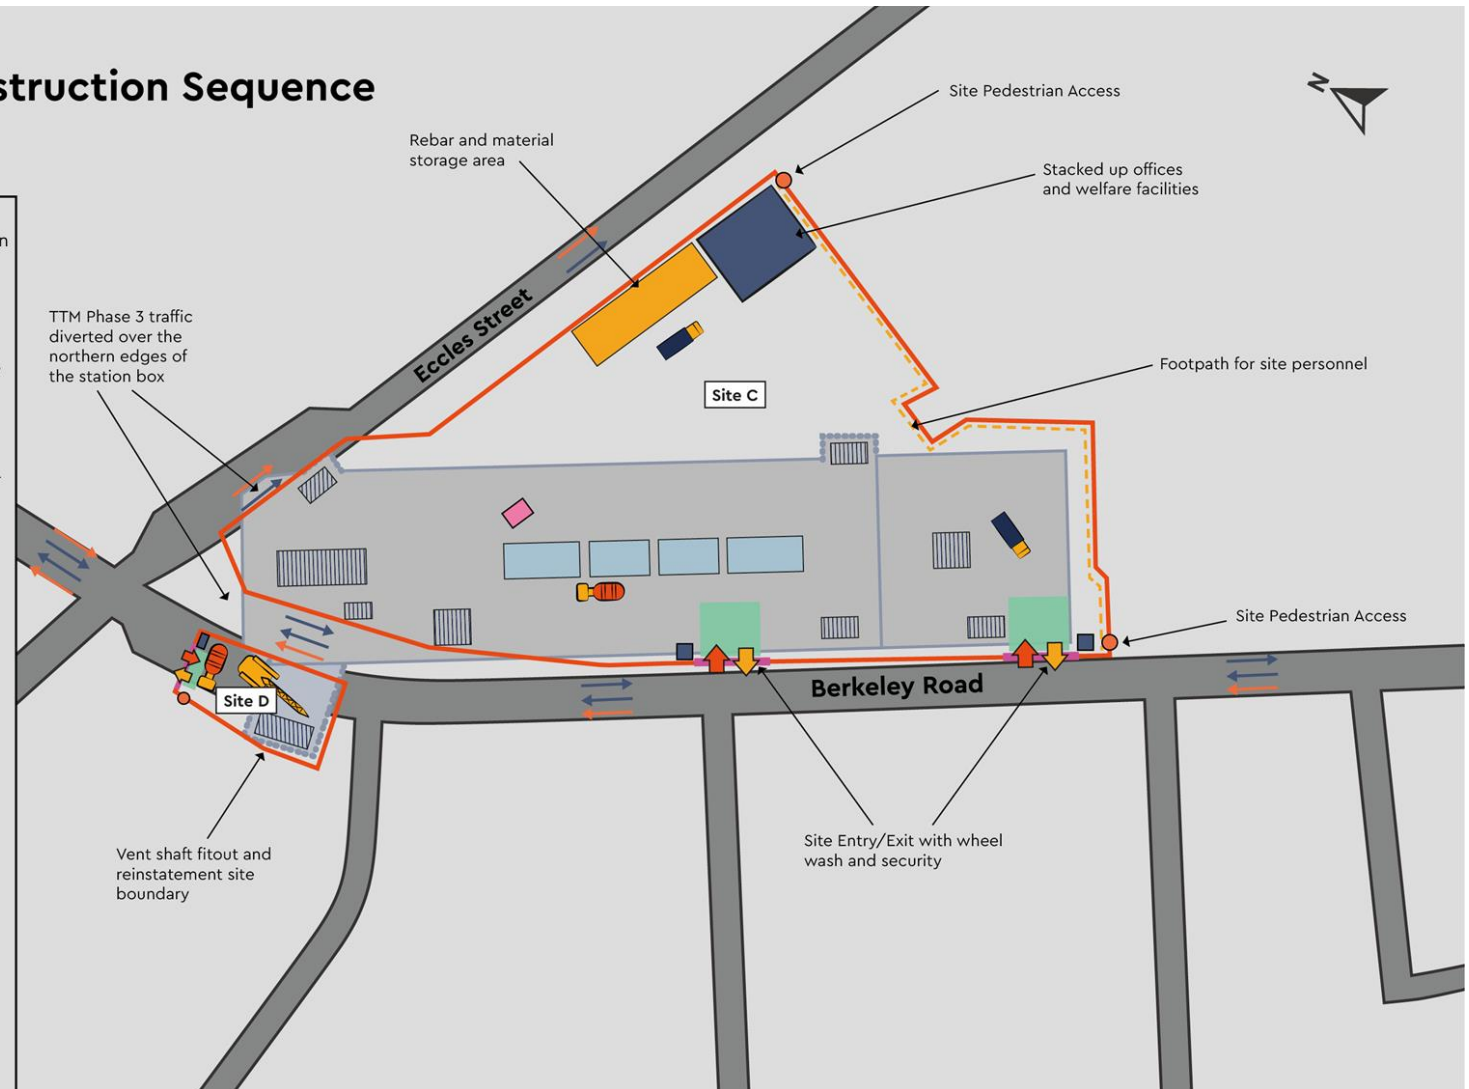 struction Sequence
N
Site Pedestrian Access
Rebar and material
storage area
Stacked up offices
and welfare facilities
n
TTM Phase 3 traffic
diverted over the
northern edges of
the station box
Eccles Street
Footpath for site personnel
Site C
Site Pedestrian Access
Site D
Berkeley Road
Site Entry/Exit with wheel
wash and security
Vent shaft fitout and
reinstatement site
boundary